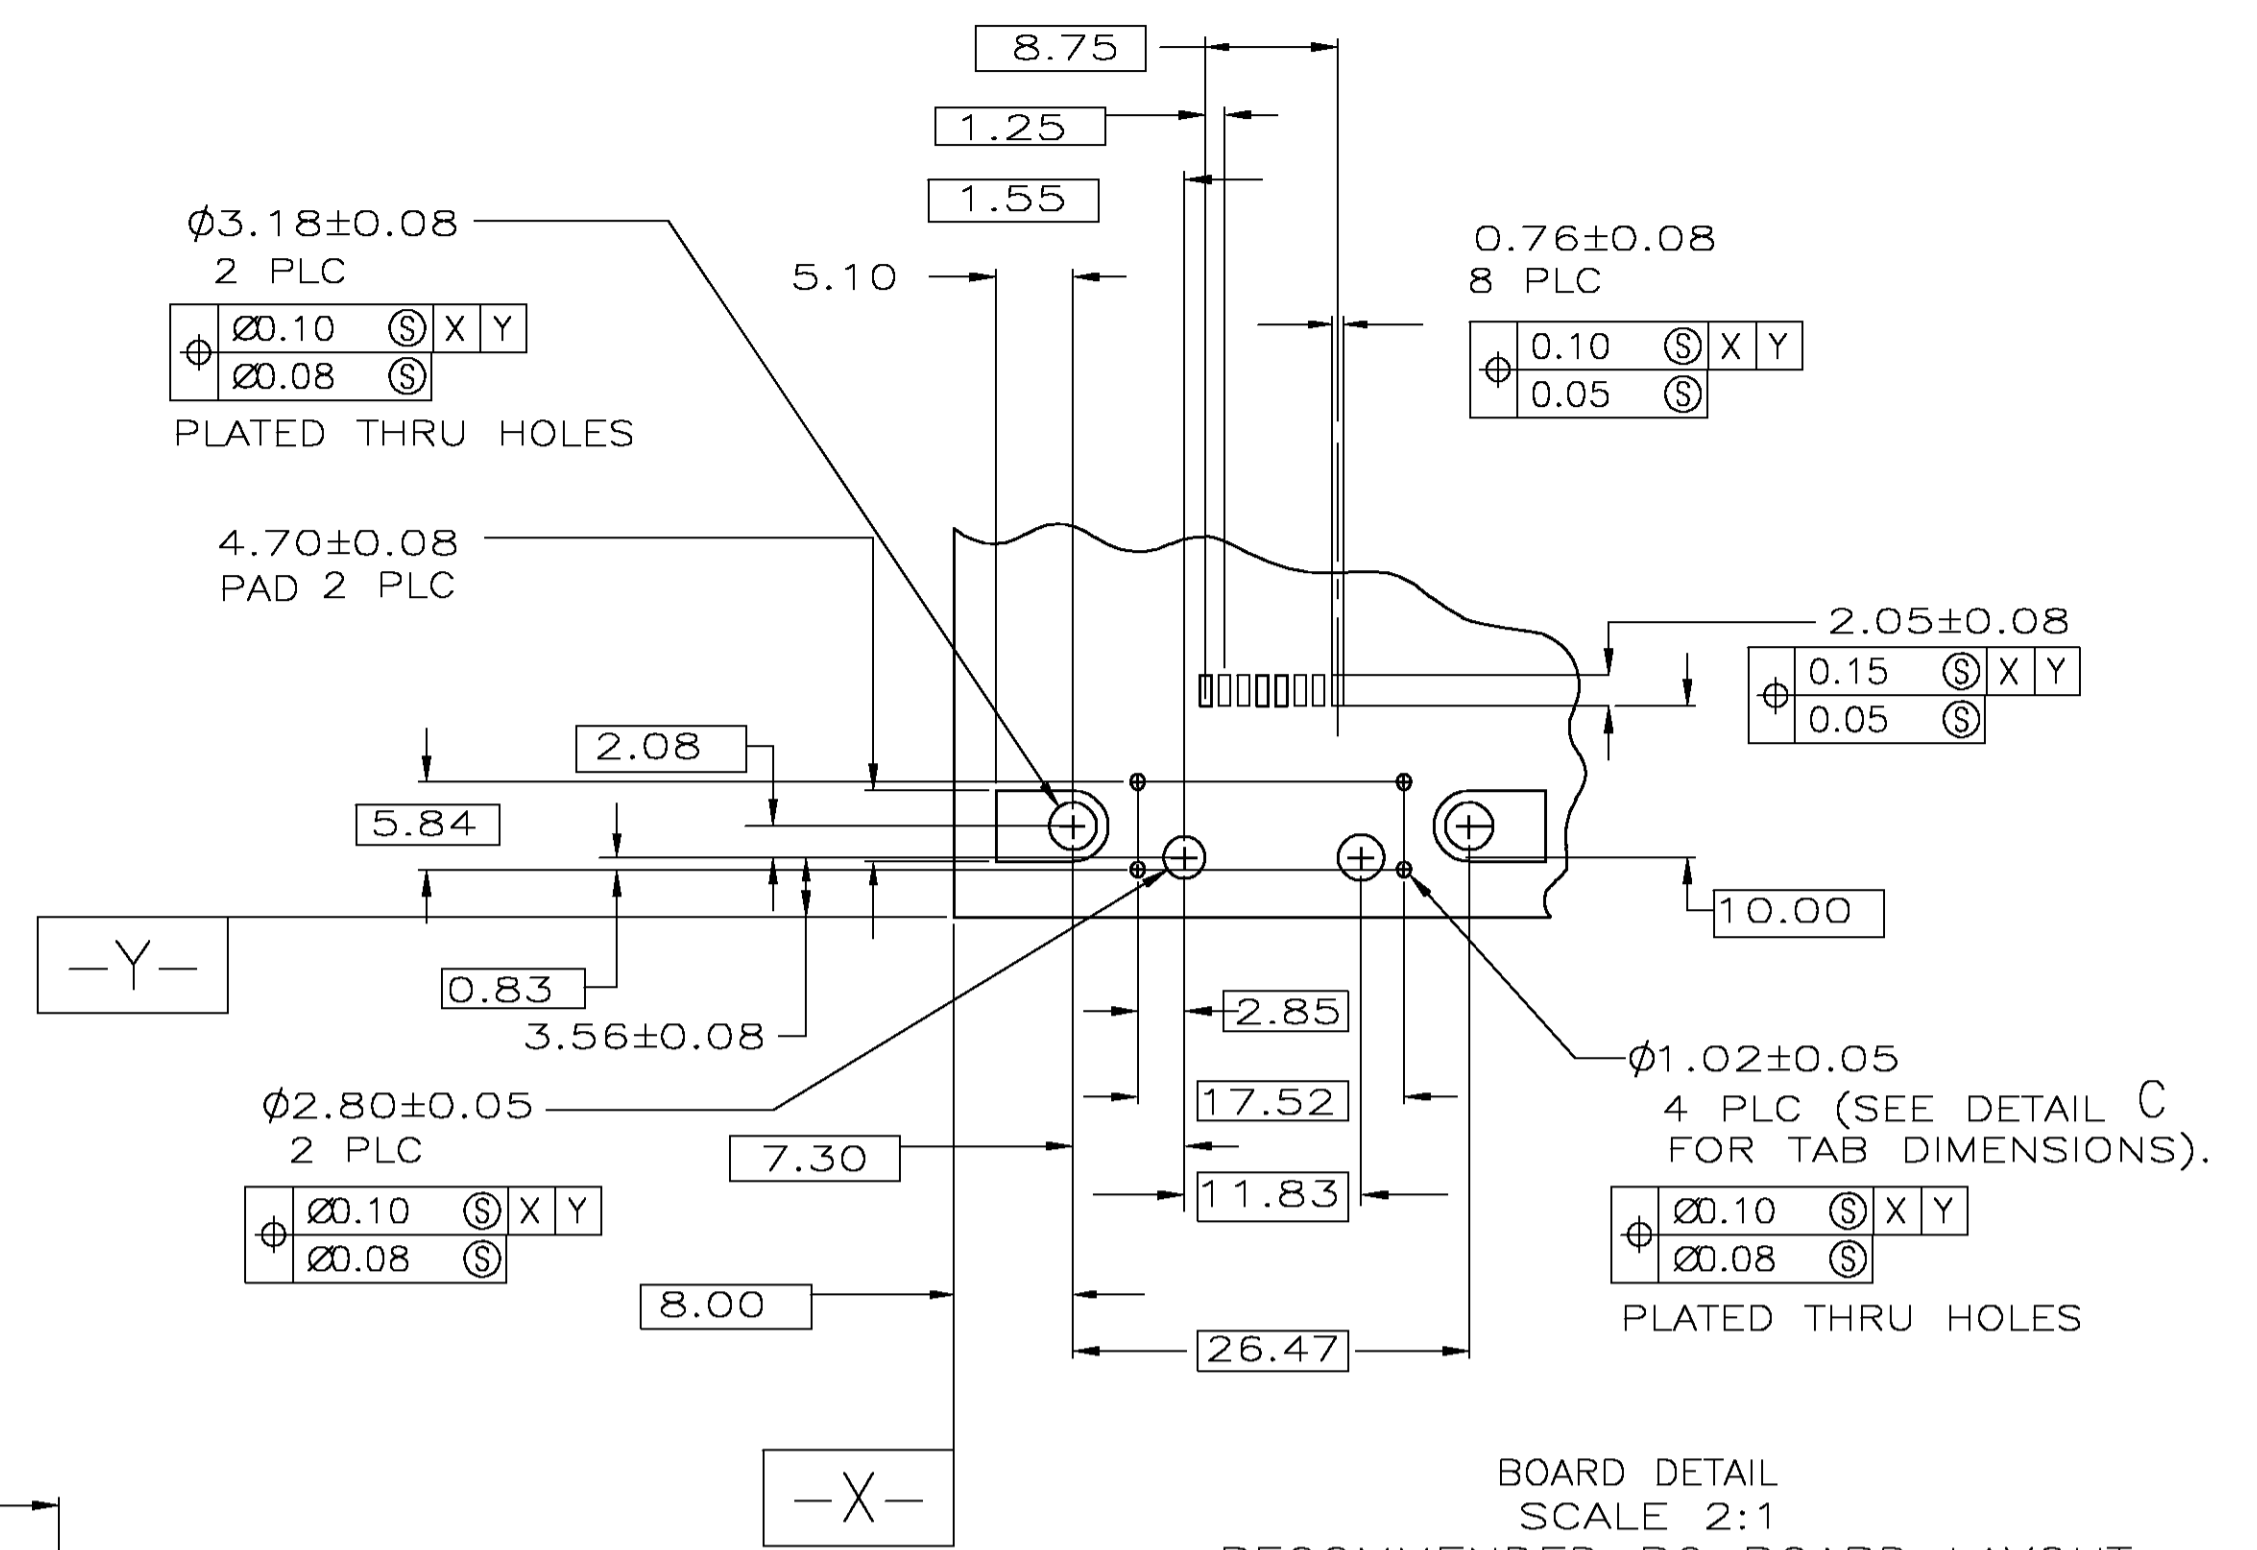 8.75
1.25
1.55
Ø3.18±0.08
2 PLC
Ø0.10 Ⓢ X Y
Ø0.08 Ⓢ
PLATED THRU HOLES
5.10
0.76±0.08
8 PLC
0.10 Ⓢ X Y
0.05 Ⓢ
4.70±0.08
PAD 2 PLC
2.05±0.08
0.15 Ⓢ X Y
0.05 Ⓢ
2.08
5.84
10.00
-Y-
0.83
3.56±0.08
2.85
Ø2.80±0.05
2 PLC
Ø0.10 Ⓢ X Y
Ø0.08 Ⓢ
17.52
7.30
11.83
Ø1.02±0.05
4 PLC (SEE DETAIL C
FOR TAB DIMENSIONS).
Ø0.10 Ⓢ X Y
Ø0.08 Ⓢ
PLATED THRU HOLES
8.00
26.47
-X-
BOARD DETAIL
SCALE 2:1
RECOMMENDED PC BOARD LAYOUT